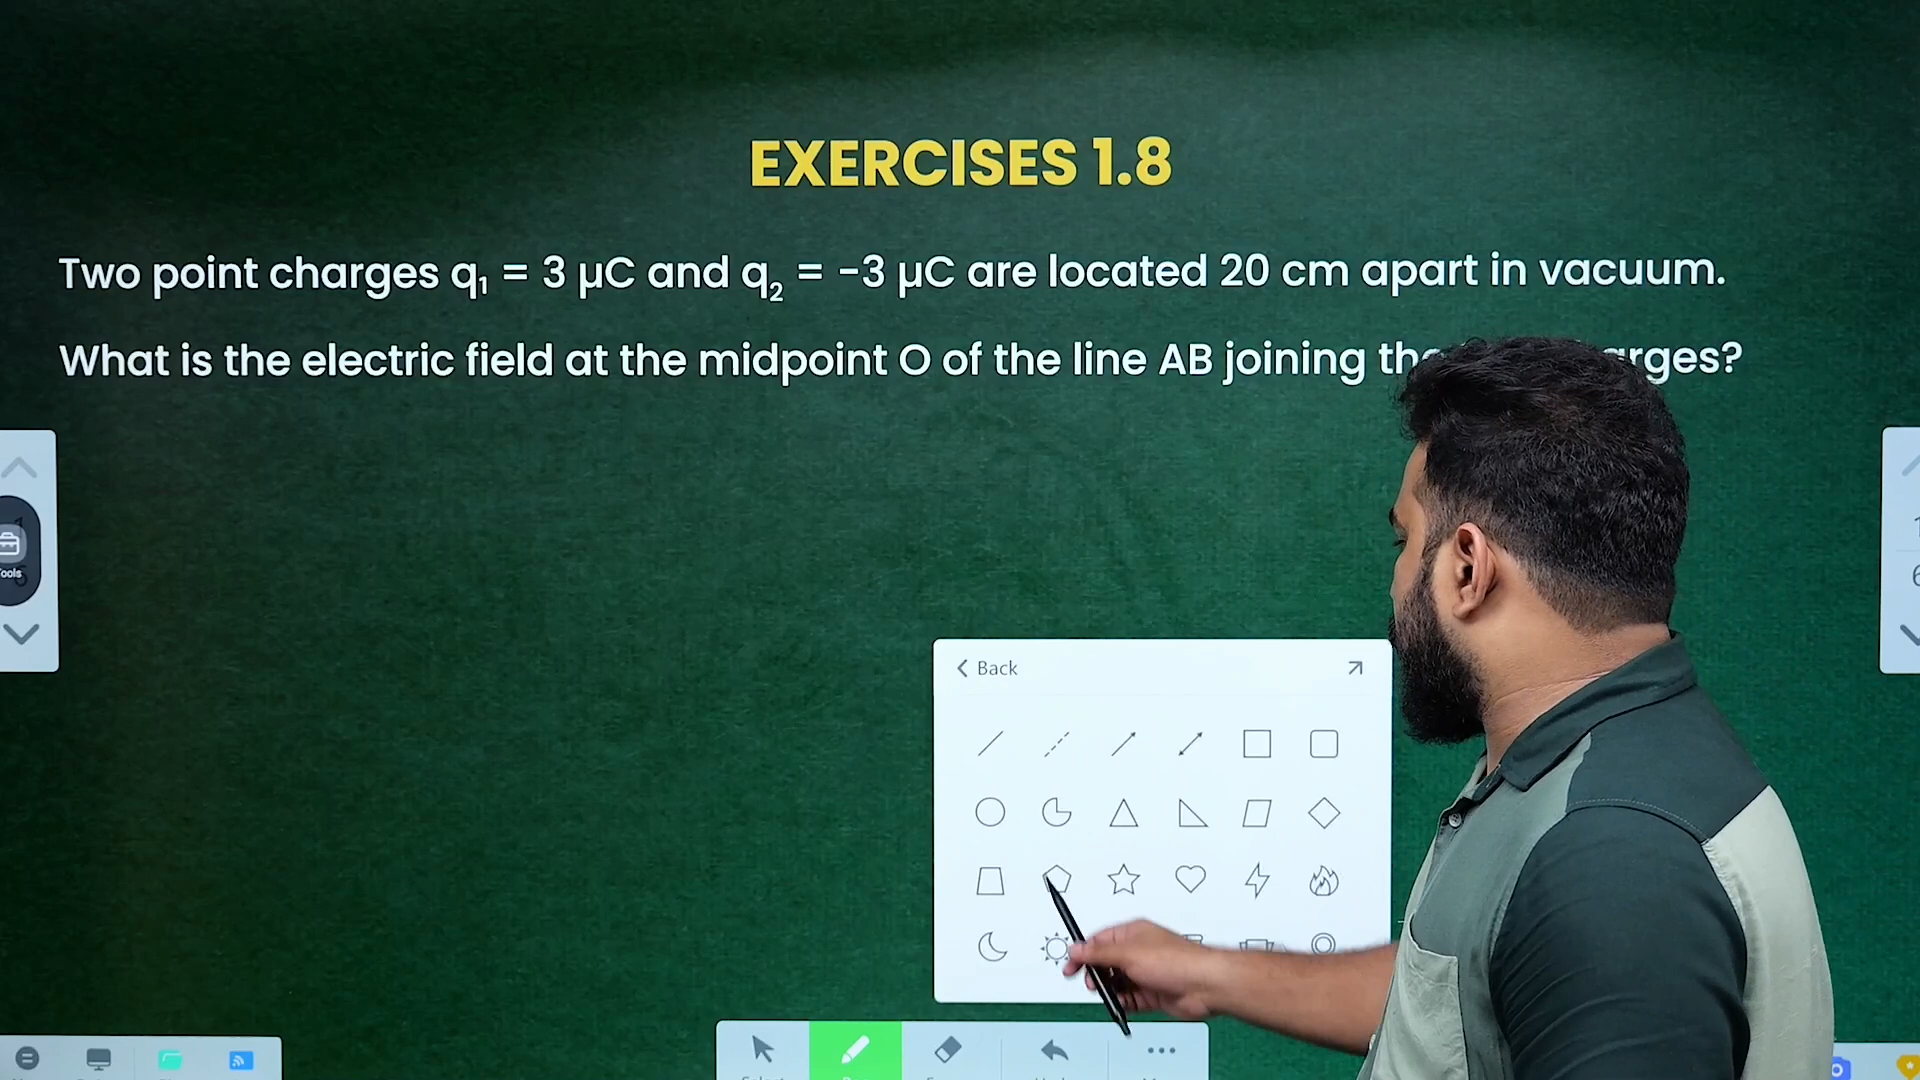 EXERCISES 1.8
Two point charges q₁ = 3 μC and q₂ = −3 μC are located 20 cm apart in vacuum.
What is the electric field at the midpoint O of the line AB joining rges?
Tools
Back